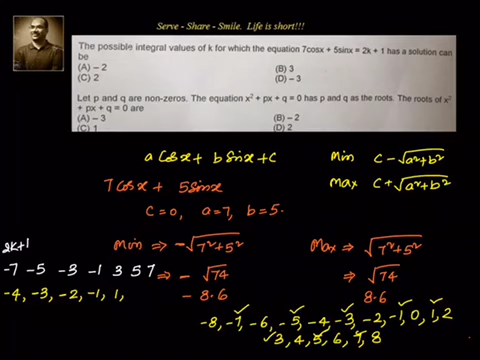 Serve - Share - Smile. Life is short!!!
The possible integral values of k for which the equation 7cosx + 5sinx = 2k + 1 has a solution can
be
(A) – 2 (B) 3
(C) 2 (D) – 3
Let p and q are non-zeros. The equation x² + px + q = 0 has p and q as the roots. The roots of x²
+ px + q = 0 are
(A) – 3 (B) – 2
(C) 1 (D) 2
a Cosx + b Sinx + c Min c - √a²+b²
Max c + √a²+b²
7 Cosx + 5 Sinx
c = 0, a = 7, b = 5.
2k+1 Min ⇒ -√7²+5² Max ⇒ √7²+5²
-7 -5 -3 -1 3 5 7 ⇒ - √74 ⇒ √74
-4, -3, -2, -1, 1, - 8.6 8.6
-8, -7, -6, -5, -4, -3, -2, -1, 0, 1, 2
3, 4, 5, 6, 7, 8